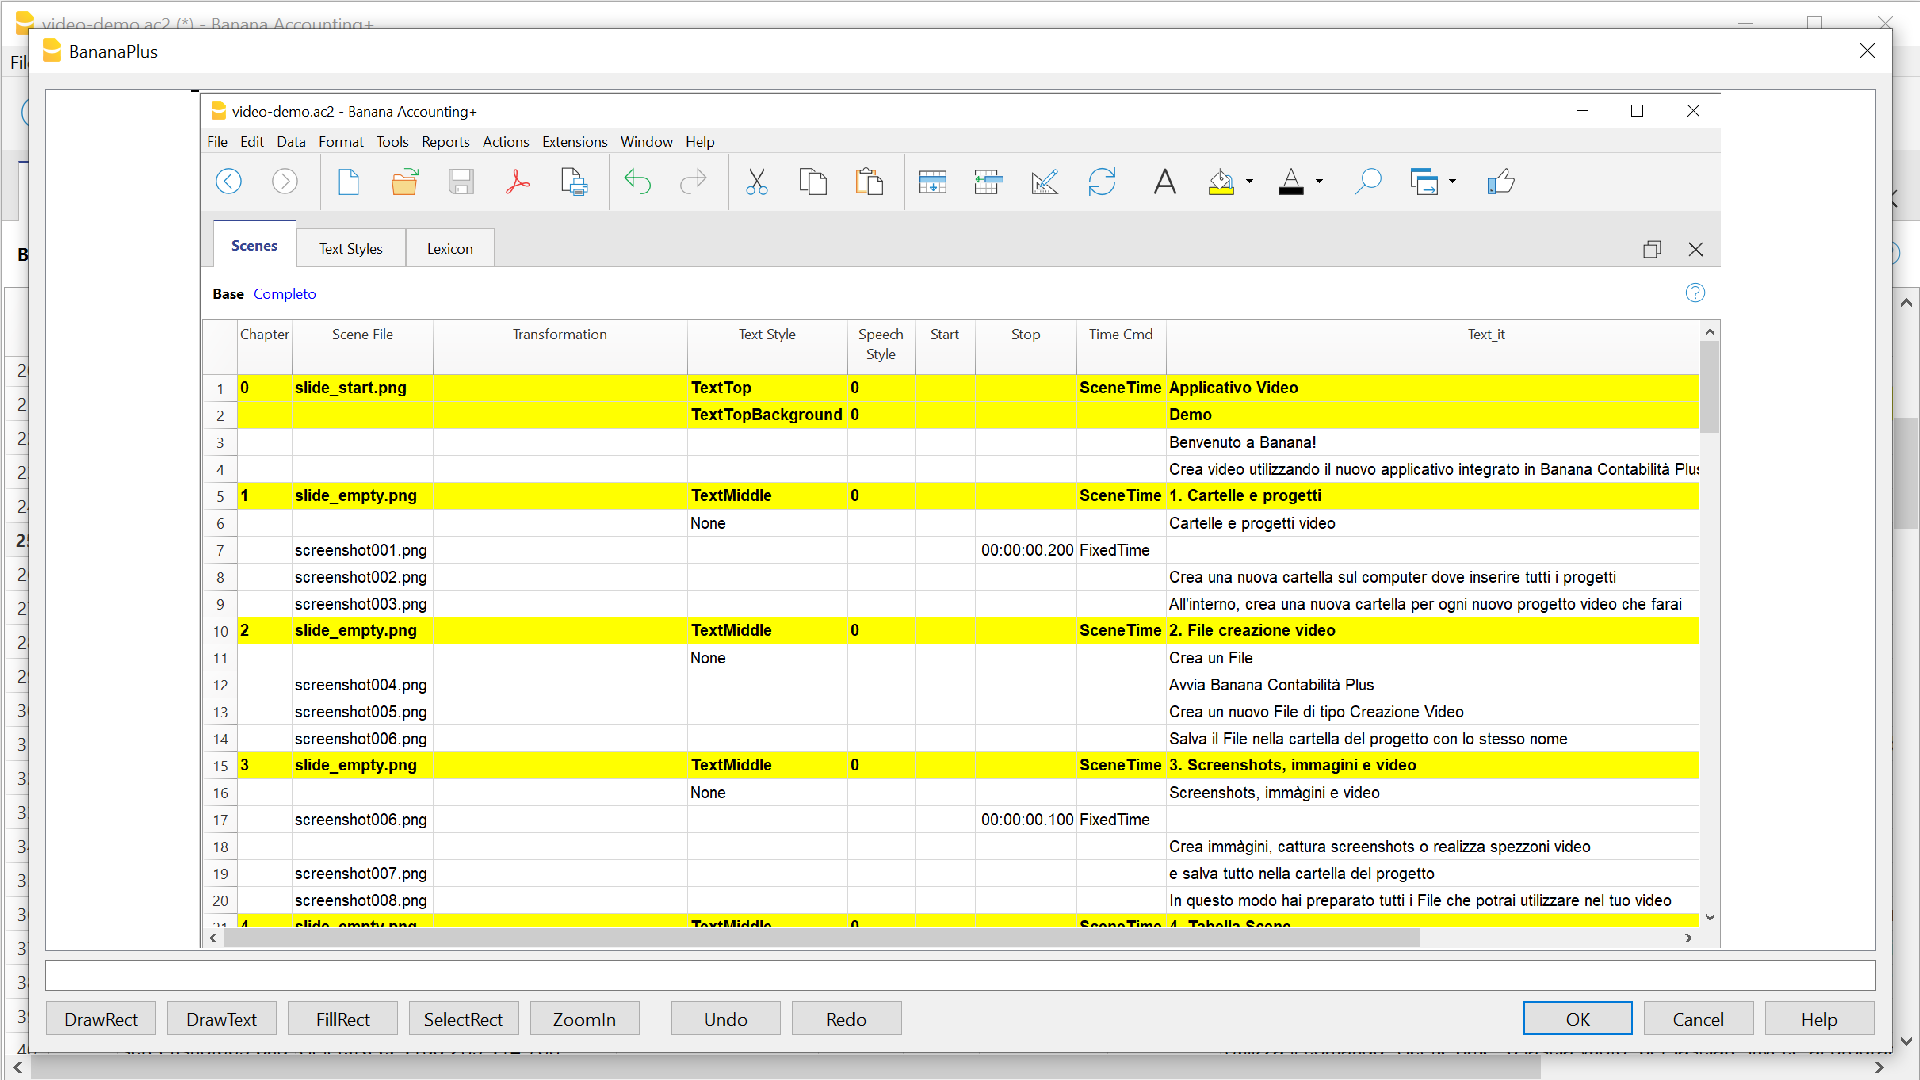 video-demo.ac2 (*) - Banana Accounting+
BananaPlus
video-demo.ac2 - Banana Accounting+
File Edit Data Format Tools Reports Actions Extensions Window Help
Scenes Text Styles Lexicon
Base Completo
Chapter Scene File Transformation Text Style Speech Style Start Stop Time Cmd Text_it
1 0 slide_start.png TextTop 0 SceneTime Applicativo Video
2 TextTopBackground 0 Demo
3 Benvenuto a Banana!
4 Crea video utilizzando il nuovo applicativo integrato in Banana Contabilità Plus
5 1 slide_empty.png TextMiddle 0 SceneTime 1. Cartelle e progetti
6 None Cartelle e progetti video
7 screenshot001.png 00:00:00.200 FixedTime
8 screenshot002.png Crea una nuova cartella sul computer dove inserire tutti i progetti
9 screenshot003.png All'interno, crea una nuova cartella per ogni nuovo progetto video che farai
10 2 slide_empty.png TextMiddle 0 SceneTime 2. File creazione video
11 None Crea un File
12 screenshot004.png Avvia Banana Contabilità Plus
13 screenshot005.png Crea un nuovo File di tipo Creazione Video
14 screenshot006.png Salva il File nella cartella del progetto con lo stesso nome
15 3 slide_empty.png TextMiddle 0 SceneTime 3. Screenshots, immagini e video
16 None Screenshots, immàgini e video
17 screenshot006.png 00:00:00.100 FixedTime
18 Crea immàgini, cattura screenshots o realizza spezzoni video
19 screenshot007.png e salva tutto nella cartella del progetto
20 screenshot008.png In questo modo hai preparato tutti i File che potrai utilizzare nel tuo video
21 4 slide_empty.png TextMiddle 0 SceneTime 4. Tabella Scene
DrawRect DrawText FillRect SelectRect ZoomIn Undo Redo OK Cancel Help